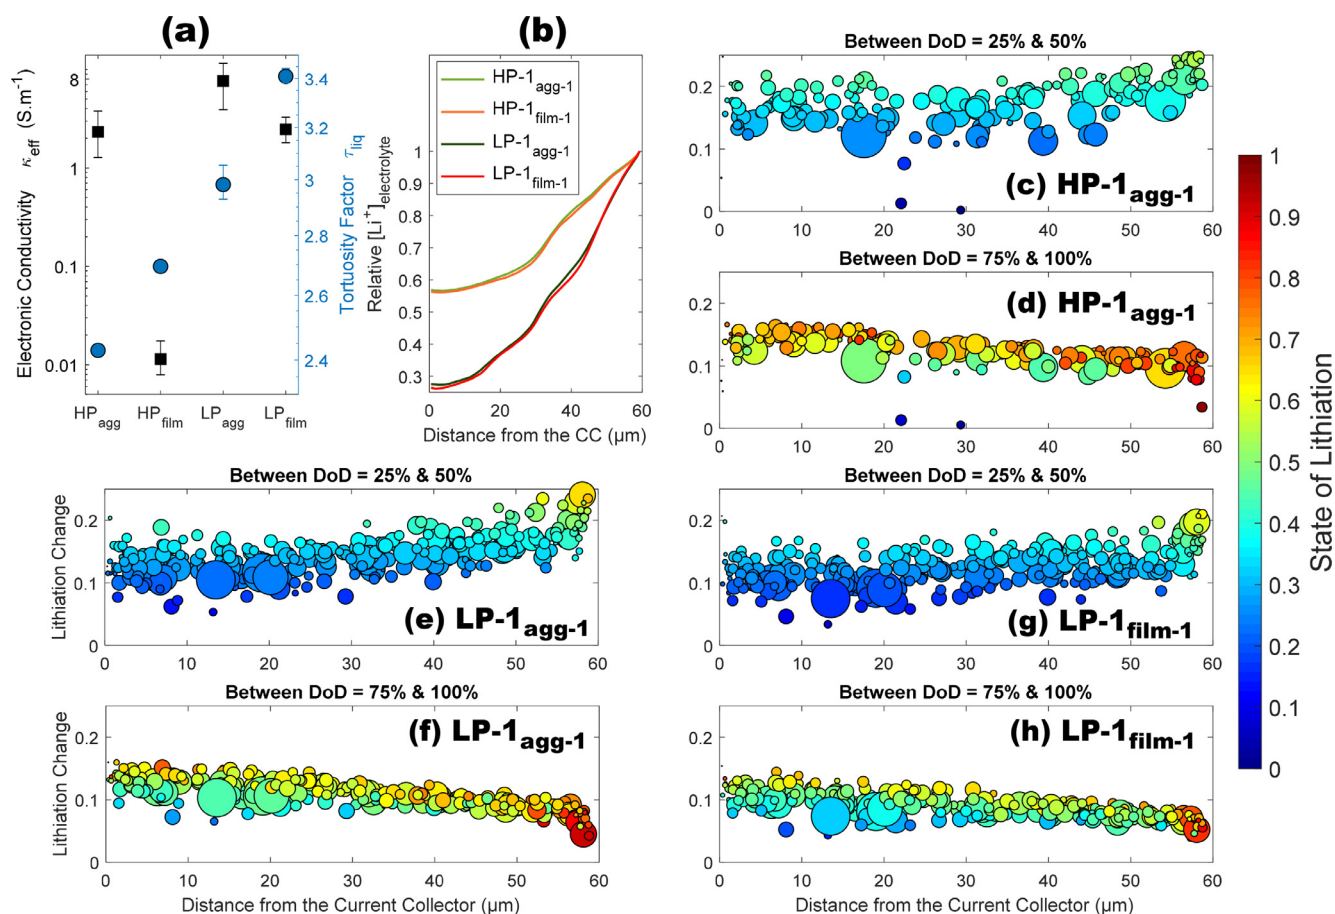 (a)
Electronic Conductivity κeff (S.m-1)
8
1
0.1
0.01
3.4
3.2
3
2.8
2.6
2.4
Tortuosity Factor τliq
HPagg
HPfilm
LPagg
LPfilm
(b)
HP-1agg-1
HP-1film-1
LP-1agg-1
LP-1film-1
Relative [Li+]electrolyte
1
0.9
0.8
0.7
0.6
0.5
0.4
0.3
0 20 40 60
Distance from the CC (µm)
Between DoD = 25% & 50%
0.2
0.1
0
(c) HP-1agg-1
0 10 20 30 40 50 60
Between DoD = 75% & 100%
0.2
0.1
0
(d) HP-1agg-1
0 10 20 30 40 50 60
Between DoD = 25% & 50%
Lithiation Change
0.2
0.1
0
(e) LP-1agg-1
0 10 20 30 40 50 60
Between DoD = 75% & 100%
Lithiation Change
0.2
0.1
0
(f) LP-1agg-1
0 10 20 30 40 50 60
Distance from the Current Collector (µm)
Between DoD = 25% & 50%
0.2
0.1
0
(g) LP-1film-1
0 10 20 30 40 50 60
Between DoD = 75% & 100%
0.2
0.1
0
(h) LP-1film-1
0 10 20 30 40 50 60
Distance from the Current Collector (µm)
1
0.9
0.8
0.7
0.6
0.5
0.4
0.3
0.2
0.1
0
State of Lithiation